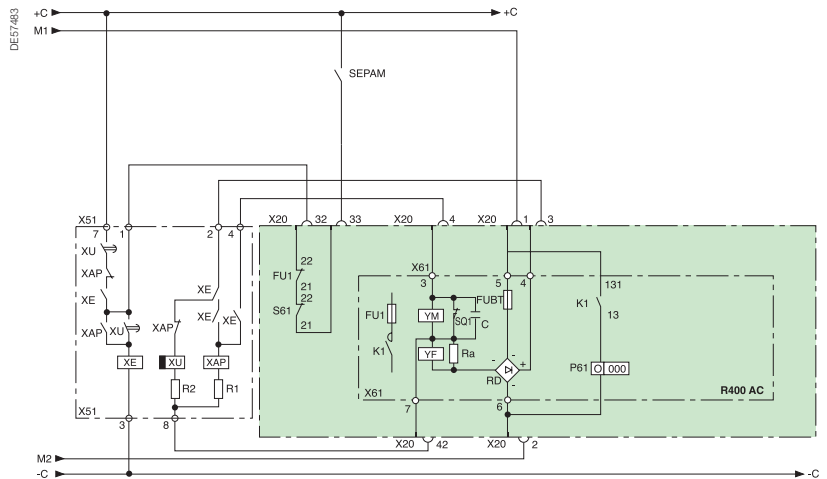 DE57483
+C +C
M1
SEPAM
X51 X20 32 33 X20 4 X20 1 3
7 1 2 4
XU
22
XAP FU1 X61 3 5 4 131
21
XE XE 22 FUBT K1
S61 FU1 YM SQ1 C 13
XAP XU XAP XE XE 21
K1 YF Ra - -
XE XU XAP RD + P61 000
R2 R1 - R400 AC
X61
X51 7 6
3 8 X20 42 X20 2
M2
-C -C